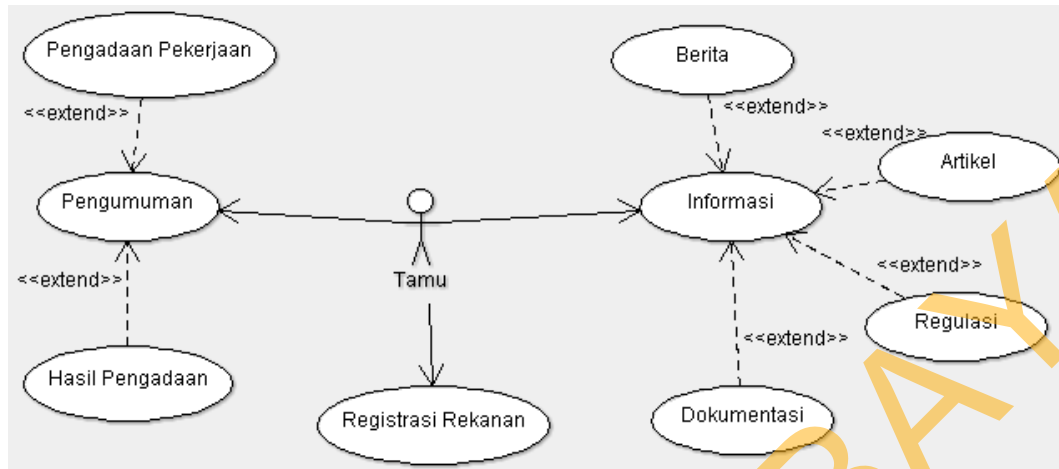 Pengadaan Pekerjaan
Berita
<<extend>>
<<extend>>
<<extend>>
Artikel
Pengumuman
Informasi
<<extend>>
Tamu
<<extend>>
Regulasi
<<extend>>
Hasil Pengadaan
Registrasi Rekanan
Dokumentasi
BAY